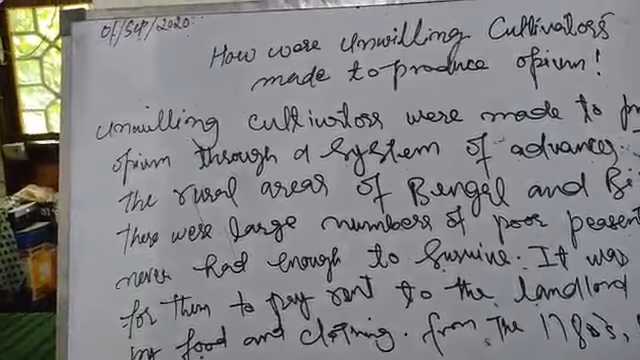 01/Sep/2020
How were Unwilling Cultivators
made to produce opium!
Unwilling cultivators were made to
opium through a system of advances.
the rural areas of Bengal and
there were large numbers of poor peasent
never had enough to survive. It was
for them to pay rent to the landlord
food and clothing. from the 1780's,